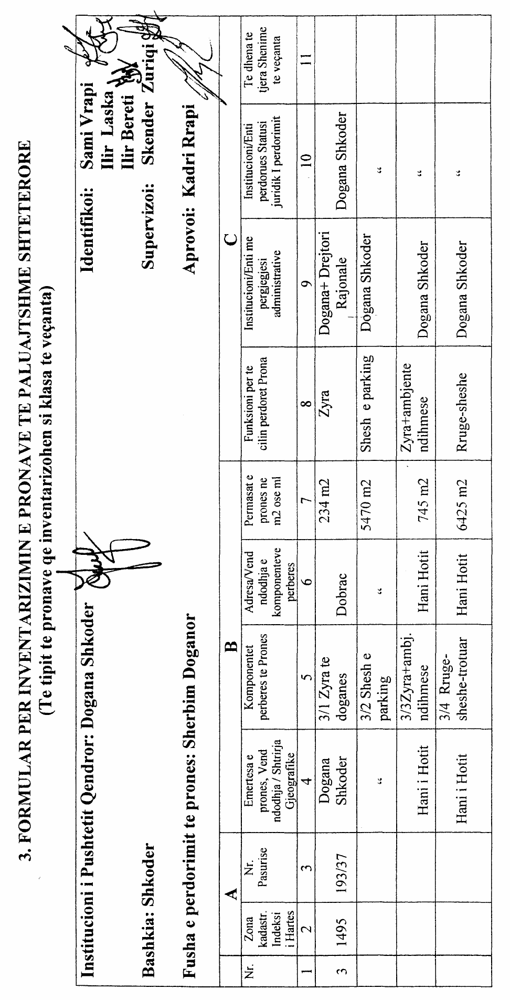 3. FORMULAR PER INVENTARIZIMIN E PRONAVE TE PALUAJTSHME SHTETERORE
(Te tipit te pronave qe inventarizohen si klasa te veçanta)
Institucioni i Pushtetit Qendror: Dogana Shkoder
Identifikoi: Sami Vrapi
Ilir Laska
Ilir Bereti
Bashkia: Shkoder
Supervizoi: Skender Zuriqi
Fusha e perdorimit te prones: Sherbim Doganor
Aprovoi: Kadri Rrapi
A B C
Nr.
Zona
kadastr.
Indeksi
i Hartes
Nr.
Pasurise
Emertesa e
prones, Vend
ndodhja / Shtrirja
Gjeografike
Komponentet
perberes te Prones
Adresa/Vend
ndodhja e
komponenteve
perberes
Permasat e
prones ne
m2 ose ml
Funksioni per te
cilin perdoret Prona
Institucioni/Enti me
pergjegjesi
administrative
Institucioni/Enti
perdorues Statusi
juridik I perdorimit
Te dhena te
tjera Shenime
te veçanta
1 2 3 4 5 6 7 8 9 10 11
3
1495
193/37
Dogana
Shkoder
3/1 Zyra te
doganes
Dobrac
234 m2
Zyra
Dogana+ Drejtori
Rajonale
Dogana Shkoder
“
3/2 Shesh e
parking
“
5470 m2
Shesh e parking
Dogana Shkoder
“
Hani i Hotit
3/3Zyra+ambj.
ndihmese
Hani Hotit
745 m2
Zyra+ambjente
ndihmese
Dogana Shkoder
“
Hani i Hotit
3/4 Rruge-
sheshe-trotuar
Hani Hotit
6425 m2
Rruge-sheshe
Dogana Shkoder
“